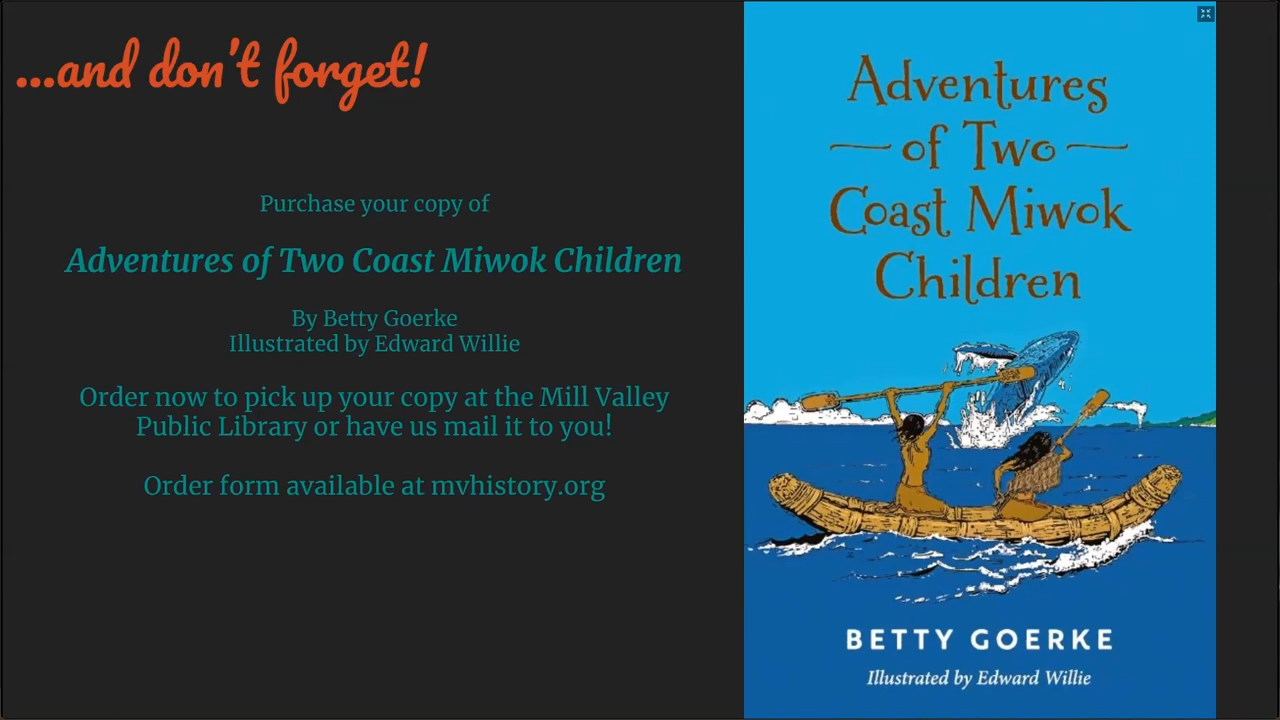 ...and don't forget!
Purchase your copy of
Adventures of Two Coast Miwok Children
By Betty Goerke
Illustrated by Edward Willie
Order now to pick up your copy at the Mill Valley
Public Library or have us mail it to you!
Order form available at mvhistory.org
Adventures
of Two
Coast Miwok
Children
BETTY GOERKE
Illustrated by Edward Willie